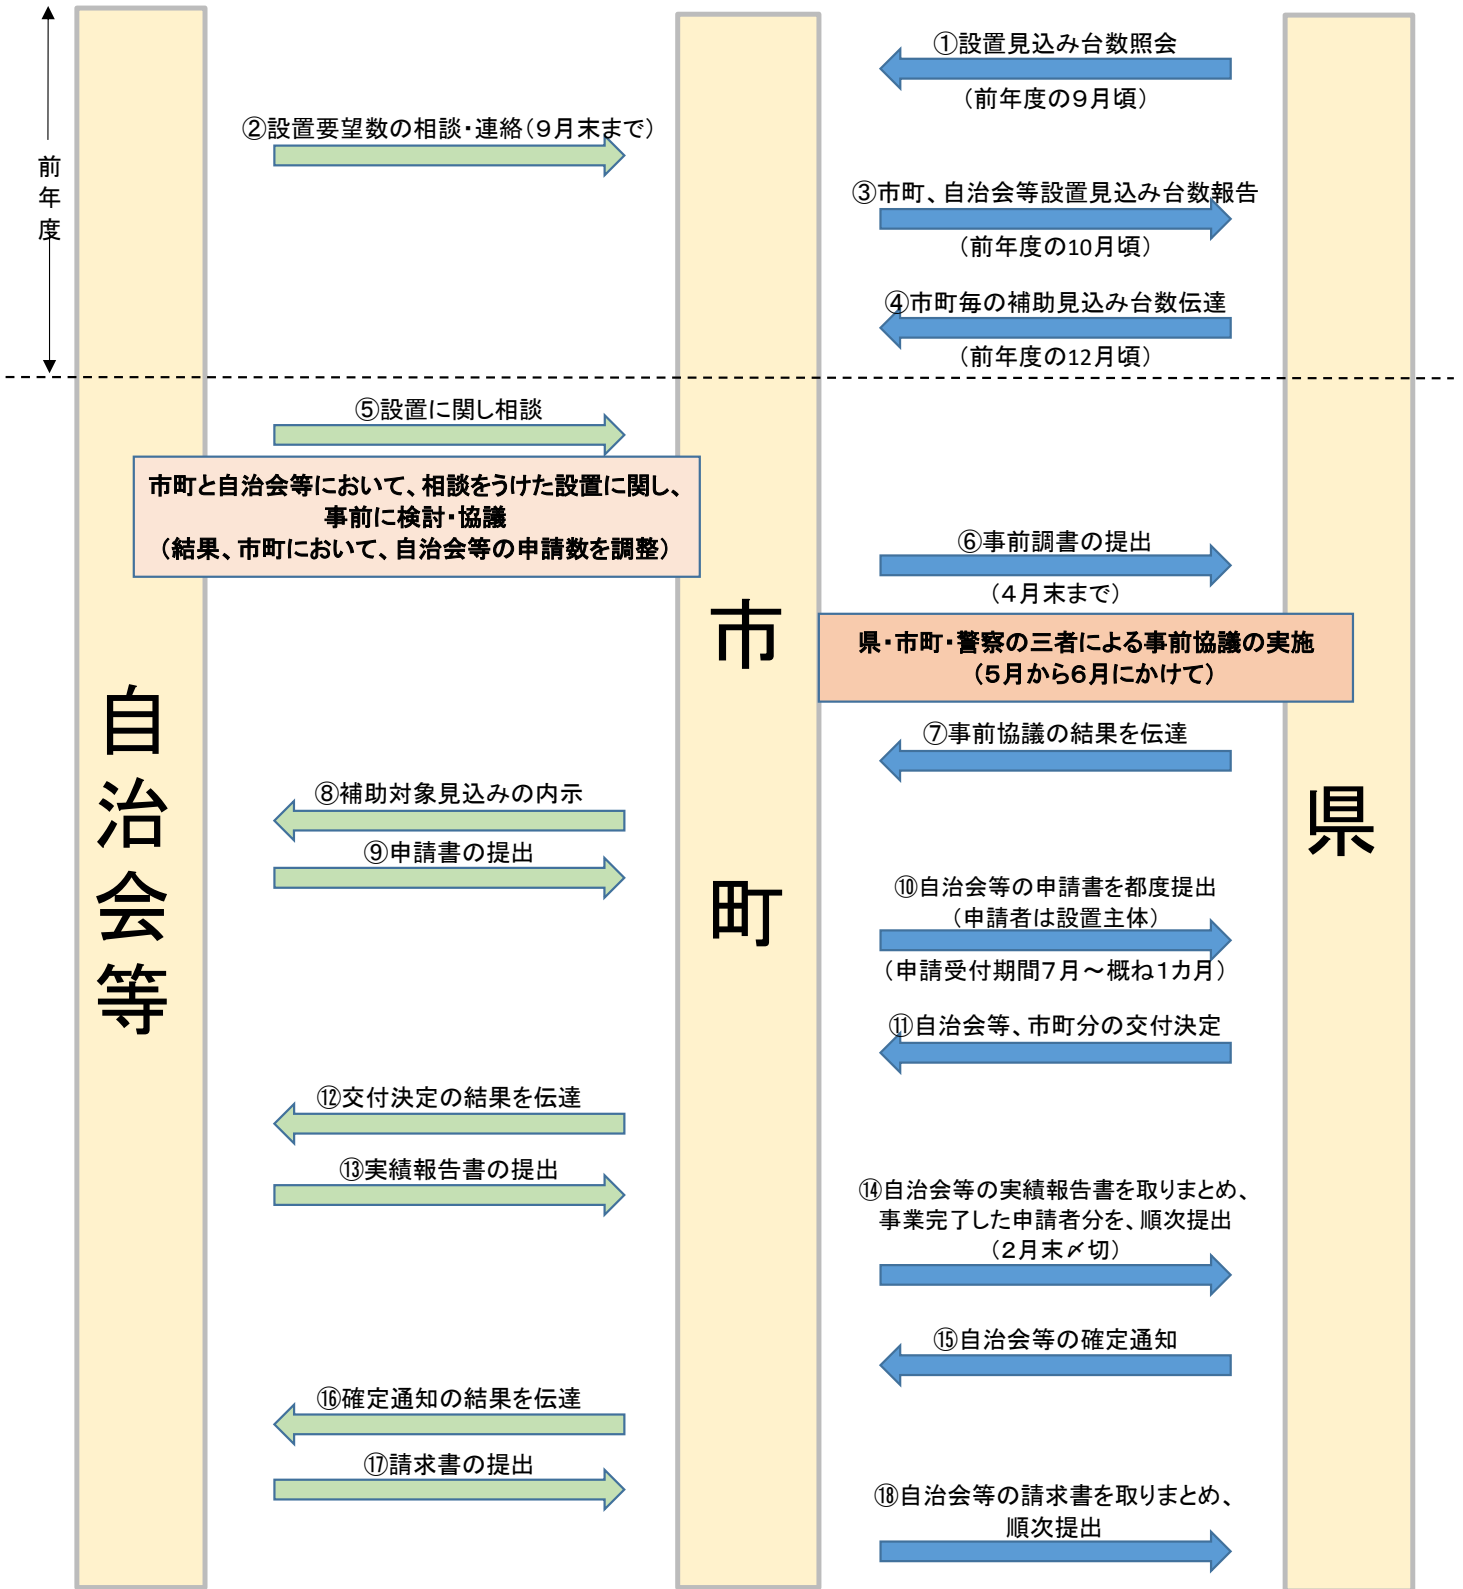 ①設置見込み台数照会
(前年度の9月頃)
②設置要望数の相談・連絡(9月末まで)
前年度
③市町、自治会等設置見込み台数報告
(前年度の10月頃)
④市町毎の補助見込み台数伝達
(前年度の12月頃)
⑤設置に関し相談
市町と自治会等において、相談をうけた設置に関し、
事前に検討・協議
(結果、市町において、自治会等の申請数を調整)
⑥事前調書の提出
(4月末まで)
県・市町・警察の三者による事前協議の実施
(5月から6月にかけて)
自治会等
市町
県
⑦事前協議の結果を伝達
⑧補助対象見込みの内示
⑨申請書の提出
⑩自治会等の申請書を都度提出
(申請者は設置主体)
(申請受付期間7月~概ね1カ月)
⑪自治会等、市町分の交付決定
⑫交付決定の結果を伝達
⑬実績報告書の提出
⑭自治会等の実績報告書を取りまとめ、
事業完了した申請者分を、順次提出
(2月末〆切)
⑮自治会等の確定通知
⑯確定通知の結果を伝達
⑰請求書の提出
⑱自治会等の請求書を取りまとめ、
順次提出